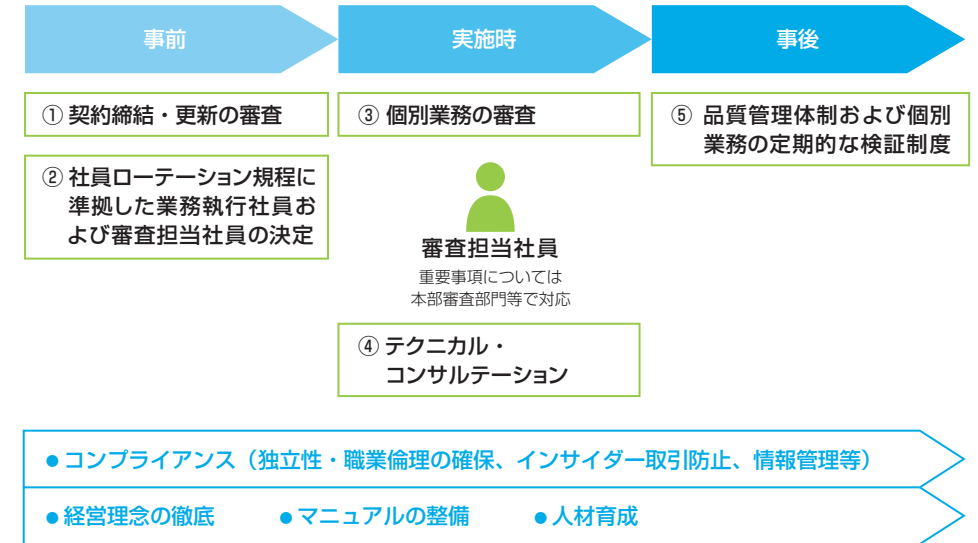 事前
実施時
事後
① 契約締結・更新の審査
② 社員ローテーション規程に
準拠した業務執行社員お
よび審査担当社員の決定
③ 個別業務の審査
審査担当社員
重要事項については
本部審査部門等で対応
④ テクニカル・
コンサルテーション
⑤ 品質管理体制および個別
業務の定期的な検証制度
●コンプライアンス（独立性・職業倫理の確保、インサイダー取引防止、情報管理等）
●経営理念の徹底 ●マニュアルの整備 ●人材育成